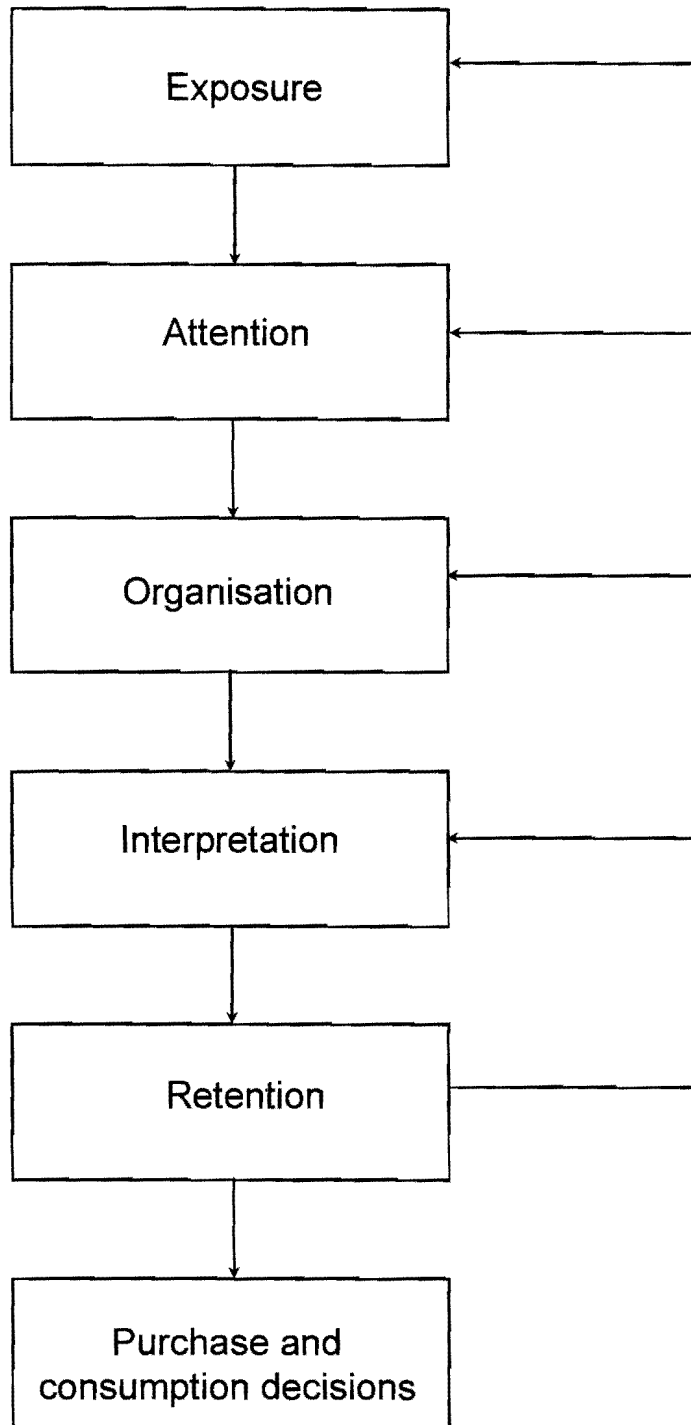 Exposure
Attention
Organisation
Interpretation
Retention
Purchase and
consumption decisions